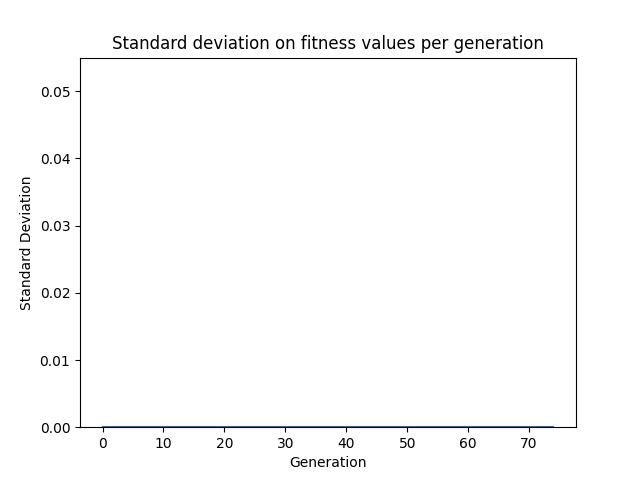 Standard deviation on fitness values per generation
0.05
0.04
0.03
0.02
0.01
0.00
Standard Deviation
0 10 20 30 40 50 60 70
Generation